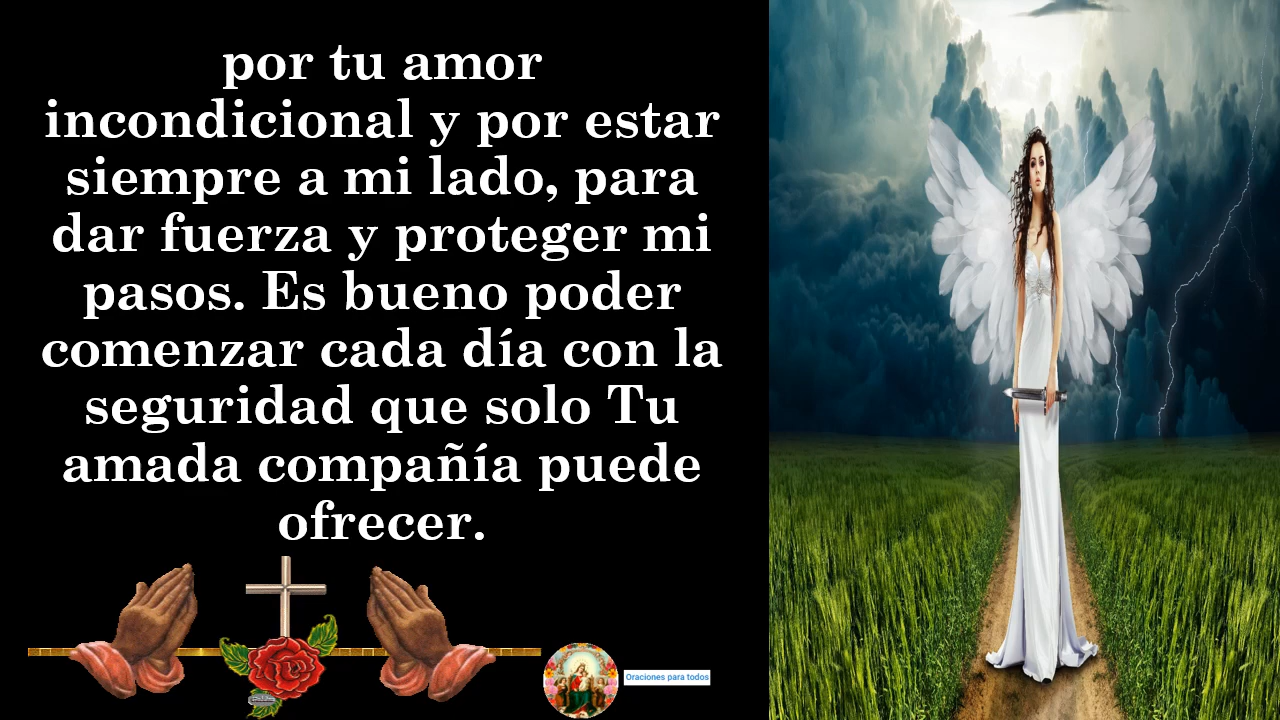 por tu amor
incondicional y por estar
siempre a mi lado, para
dar fuerza y proteger mi
pasos. Es bueno poder
comenzar cada día con la
seguridad que solo Tu
amada compañía puede
ofrecer.
Oraciones para todos